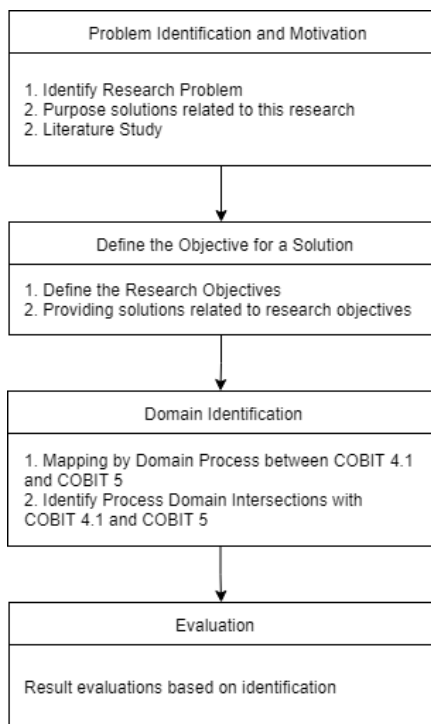 Problem Identification and Motivation
1. Identify Research Problem
2. Purpose solutions related to this research
2. Literature Study
Define the Objective for a Solution
1. Define the Research Objectives
2. Providing solutions related to research objectives
Domain Identification
1. Mapping by Domain Process between COBIT 4.1
and COBIT 5
2. Identify Process Domain Intersections with
COBIT 4.1 and COBIT 5
Evaluation
Result evaluations based on identification